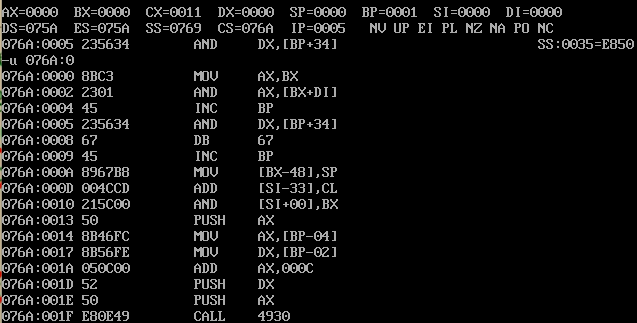 AX=0000 BX=0000 CX=0011 DX=0000 SP=0000 BP=0001 SI=0000 DI=0000
DS=075A ES=075A SS=0769 CS=076A IP=0005 NV UP EI PL NZ NA PO NC
076A:0005 235634 AND DX,[BP+34] SS:0035=E850
-u 076A:0
076A:0000 8BC3 MOV AX,BX
076A:0002 2301 AND AX,[BX+DI]
076A:0004 45 INC BP
076A:0005 235634 AND DX,[BP+34]
076A:0008 67 DB 67
076A:0009 45 INC BP
076A:000A 8967B8 MOV [BX-48],SP
076A:000D 004CCD ADD [SI-33],CL
076A:0010 215C00 AND [SI+00],BX
076A:0013 50 PUSH AX
076A:0014 8B46FC MOV AX,[BP-04]
076A:0017 8B56FE MOV DX,[BP-02]
076A:001A 050C00 ADD AX,000C
076A:001D 52 PUSH DX
076A:001E 50 PUSH AX
076A:001F E80E49 CALL 4930